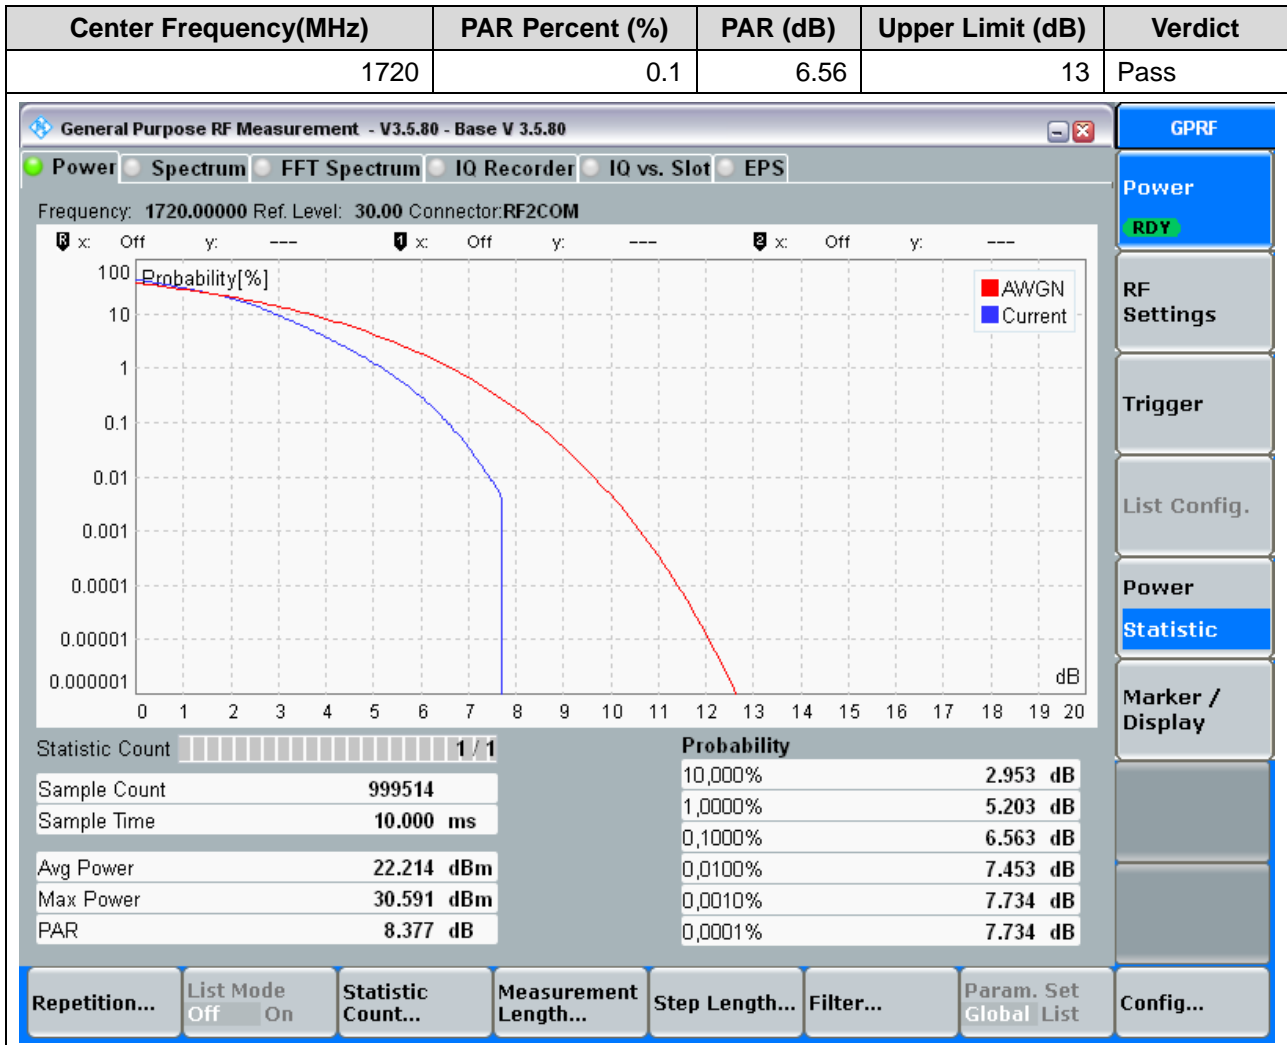 Center Frequency(MHz) PAR Percent (%) PAR (dB) Upper Limit (dB) Verdict
1720 0.1 6.56 13 Pass
General Purpose RF Measurement - V3.5.80 - Base V 3.5.80
GPRF
Power Spectrum FFT Spectrum IQ Recorder IQ vs. Slot EPS
Frequency: 1720.00000 Ref. Level: 30.00 Connector:RF2COM
R x: Off y: --- 1 x: Off y: --- 2 x: Off y: ---
Power
RDY
RF
Settings
Trigger
List Config.
Power
Statistic
Marker /
Display
Probability[%]
AWGN
Current
100
10
1
0.1
0.01
0.001
0.0001
0.00001
0.000001
dB
0 1 2 3 4 5 6 7 8 9 10 11 12 13 14 15 16 17 18 19 20
Statistic Count 1 / 1
Sample Count 999514
Sample Time 10.000 ms
Avg Power 22.214 dBm
Max Power 30.591 dBm
PAR 8.377 dB
Probability
10,000% 2.953 dB
1,0000% 5.203 dB
0,1000% 6.563 dB
0,0100% 7.453 dB
0,0010% 7.734 dB
0,0001% 7.734 dB
Repetition...
List Mode
Off On
Statistic
Count...
Measurement
Length...
Step Length...
Filter...
Param. Set
Global List
Config...